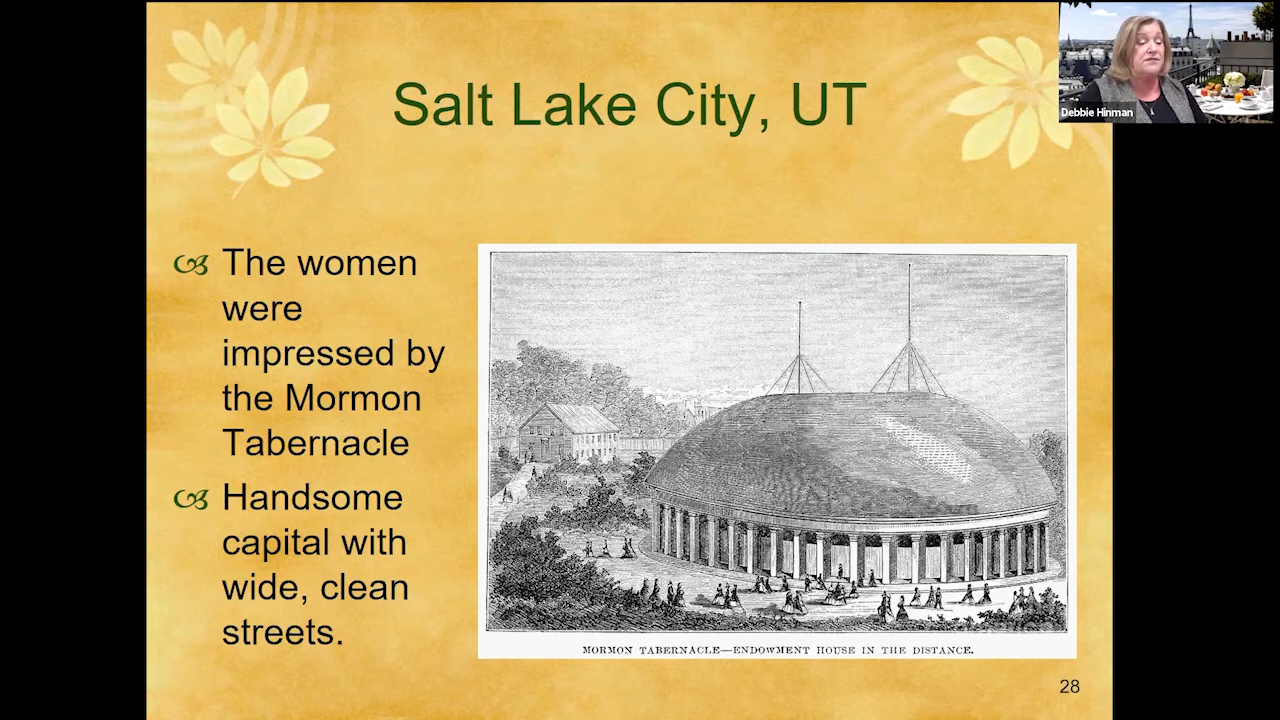 Salt Lake City, UT
Debbie Hinman
The women
were
impressed by
the Mormon
Tabernacle
Handsome
capital with
wide, clean
streets.
MORMON TABERNACLE—ENDOWMENT HOUSE IN THE DISTANCE.
28